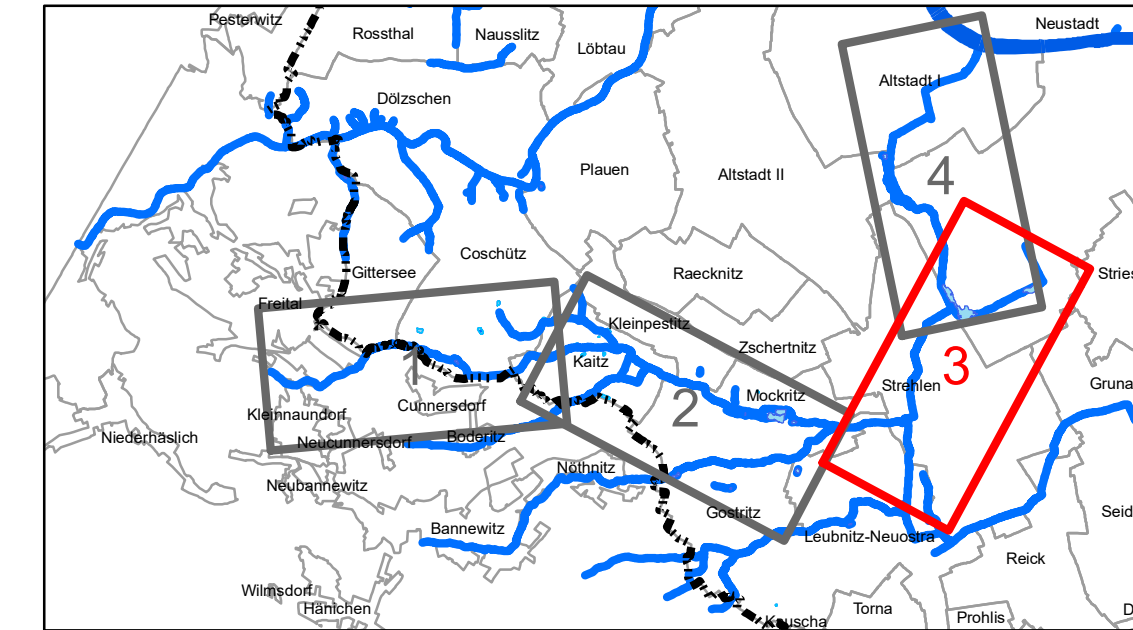 Pesterwitz
Rossthal
Nausslitz
Löbtau
Neustadt
Altstadt I
Dölzschen
Plauen
Altstadt II
4
Coschütz
Gittersee
Raecknitz
Freital
Kleinpestitz
Zschertnitz
Kaitz
1
3
Strehlen
Mockritz
Cunnersdorf
2
Kleinnaundorf
Niederhäslich
Neucunnersdorf
Boderitz
Nöthnitz
Neubannewitz
Gostritz
Bannewitz
Leubnitz-Neuostra
Reick
Wilmsdorf
Hänichen
Torna
Prohlis
Kauscha
Stries
Gruna
Seid
D